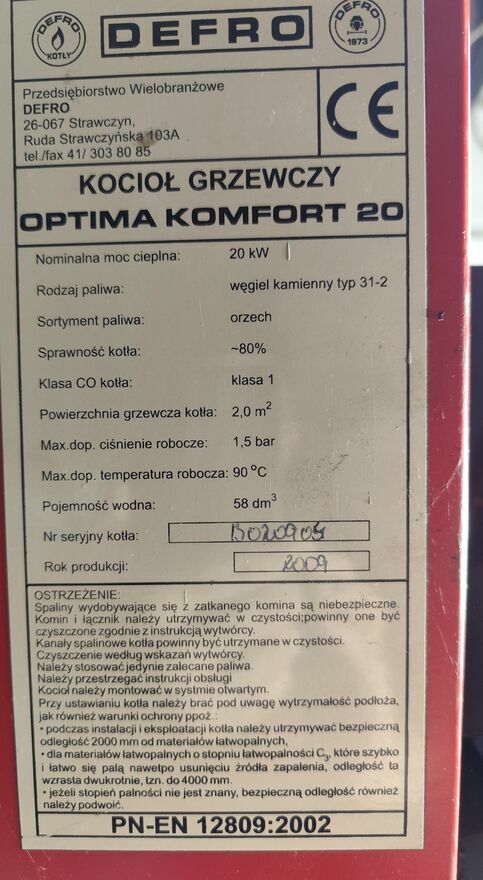 DEFRO
KOTŁY
DEFRO
DEFRO
1973
Przedsiębiorstwo Wielobranżowe
DEFRO
26-067 Strawczyn,
Ruda Strawczyńska 103A
tel./fax 41/ 303 80 85
CE
KOCIOŁ GRZEWCZY
OPTIMA KOMFORT 20
Nominalna moc cieplna: 20 kW
Rodzaj paliwa: węgiel kamienny typ 31-2
Sortyment paliwa: orzech
Sprawność kotła: ~80%
Klasa CO kotła: klasa 1
Powierzchnia grzewcza kotła: 2,0 m²
Max.dop. ciśnienie robocze: 1,5 bar
Max.dop. temperatura robocza: 90 °C
Pojemność wodna: 58 dm³
Nr seryjny kotła:
Rok produkcji: 2009
OSTRZEŻENIE:
Spaliny wydobywające się z zatkanego komina są niebezpieczne.
Komin i łącznik należy utrzymywać w czystości;powinny one być
czyszczone zgodnie z instrukcją wytwórcy.
Kanały spalinowe kotła powinny być utrzymane w czystości.
Czyszczenie według wskazań wytwórcy.
Należy stosować jedynie zalecane paliwa.
Należy przestrzegać instrukcji obsługi
Kocioł należy montować w systmie otwartym.
Przy ustawianiu kotła należy brać pod uwagę wytrzymałość podłoża,
jak również warunki ochrony ppoż.:
• podczas instalacji i eksploatacji kotła należy utrzymywać bezpieczną
odległość 2000 mm od materiałów łatwopalnych,
• dla materiałów łatwopalnych o stopniu łatwopalności C₃, które szybko
i łatwo się palą nawetpo usunięciu źródła zapalenia, odległość ta
wzrasta dwukrotnie, tzn. do 4000 mm.
• jeżeli stopień palności nie jest znany, bezpieczną odległość również
należy podwoić.
PN-EN 12809:2002